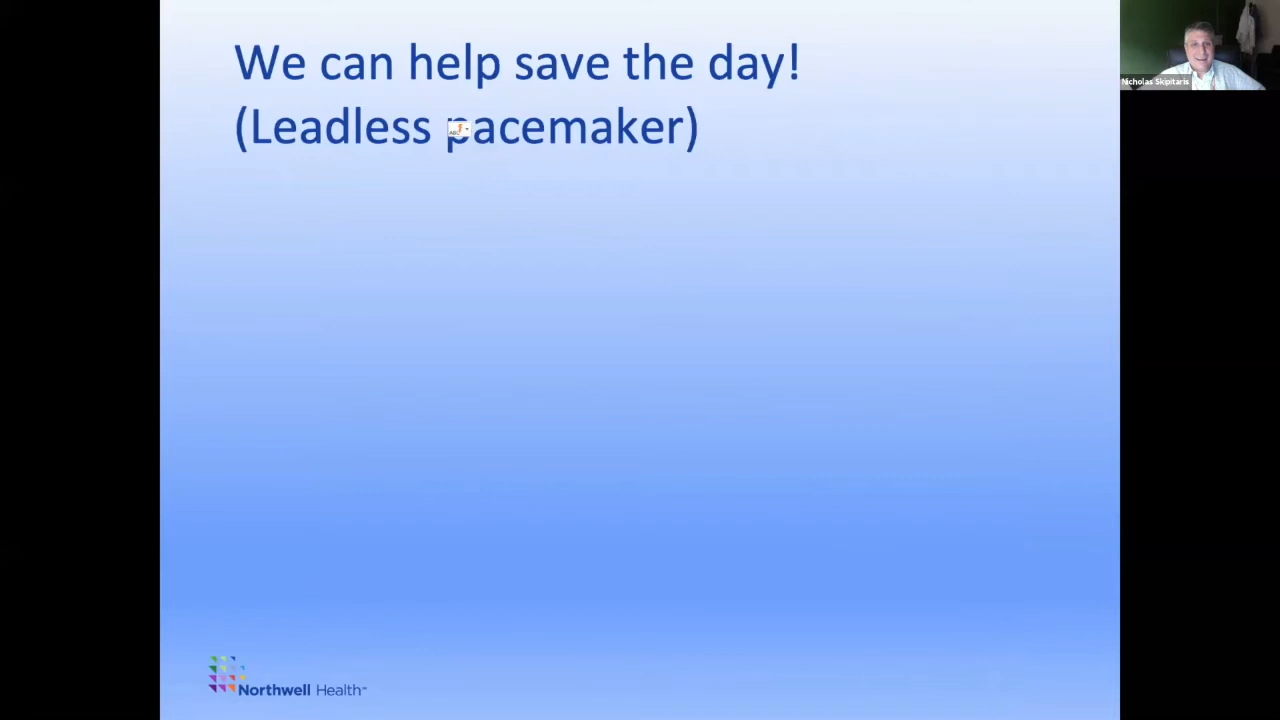 We can help save the day!
(Leadless pacemaker)
Nicholas Skipitaris
Northwell Health